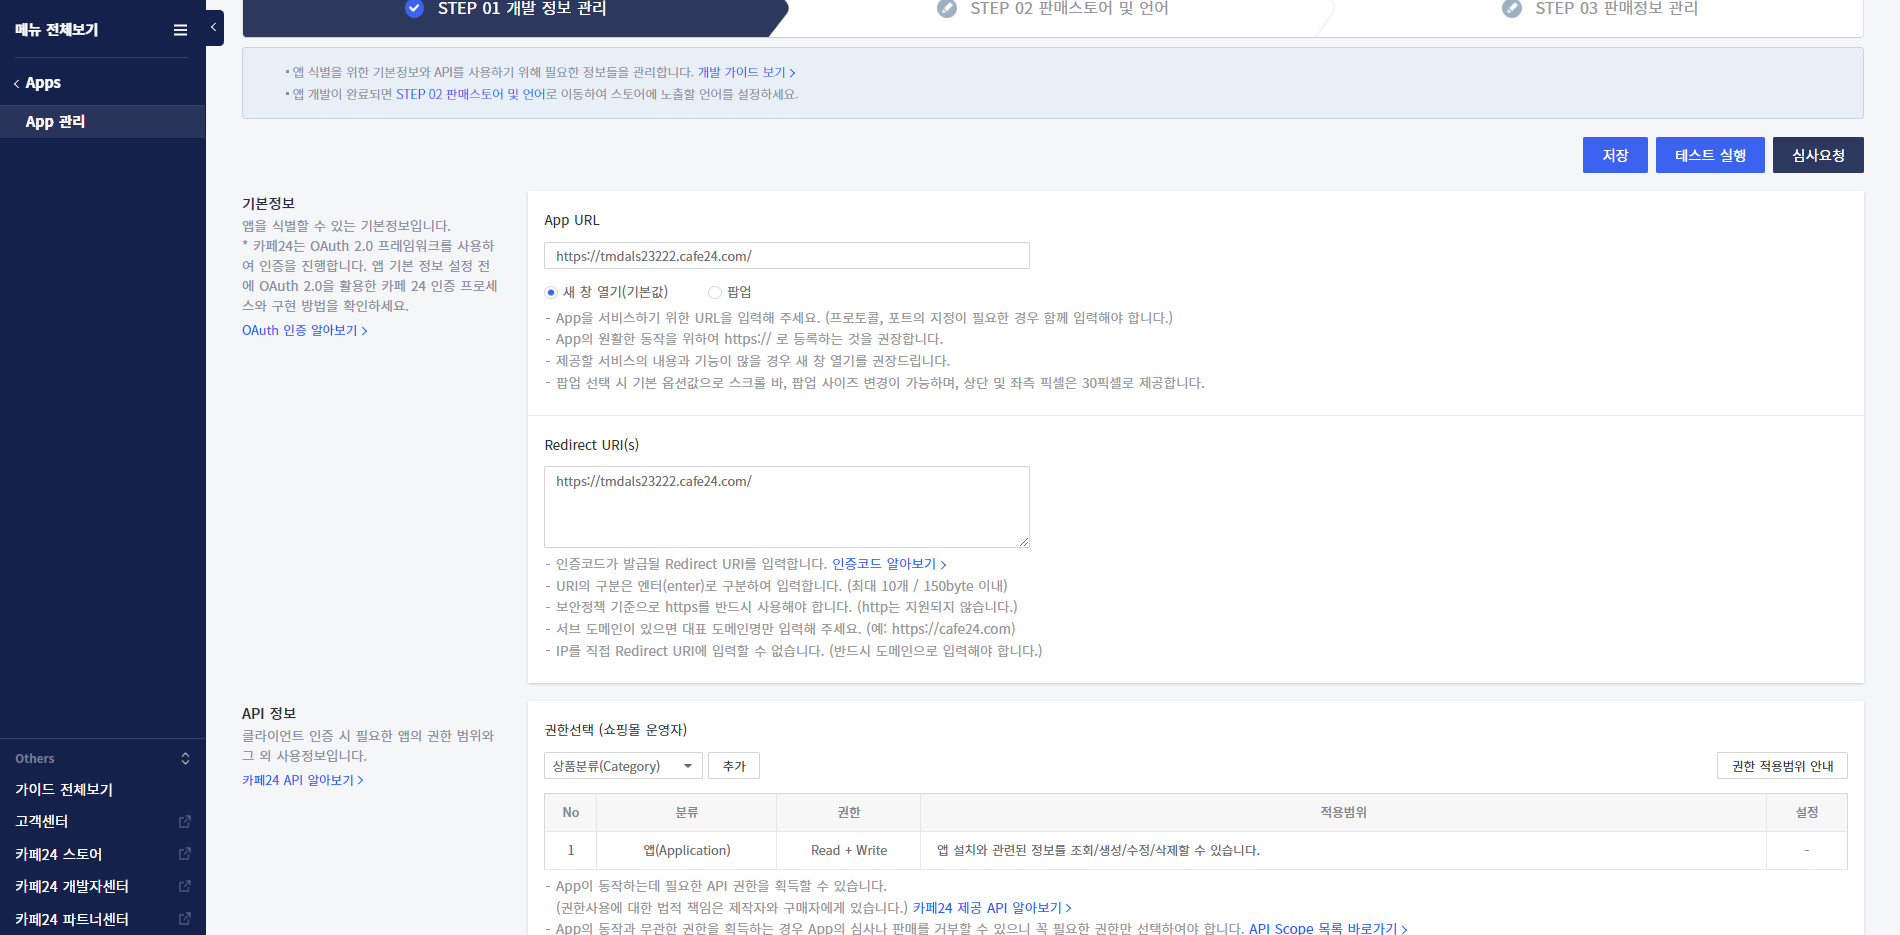 메뉴 전체보기
Apps
App 관리
Others
가이드 전체보기
고객센터
카페24 스토어
카페24 개발자센터
카페24 파트너센터
STEP 01 개발 정보 관리
STEP 02 판매스토어 및 언어
STEP 03 판매정보 관리
앱 식별을 위한 기본정보와 API를 사용하기 위해 필요한 정보들을 관리합니다. 개발 가이드 보기
앱 개발이 완료되면 STEP 02 판매스토어 및 언어로 이동하여 스토어에 노출할 언어를 설정하세요.
저장
테스트 실행
심사요청
기본정보
앱을 식별할 수 있는 기본정보입니다.
* 카페24는 OAuth 2.0 프레임워크를 사용하
여 인증을 진행합니다. 앱 기본 정보 설정 전
에 OAuth 2.0을 활용한 카페 24 인증 프로세
스와 구현 방법을 확인하세요.
OAuth 인증 알아보기
App URL
https://tmdals23222.cafe24.com/
새 창 열기(기본값)
팝업
- App을 서비스하기 위한 URL을 입력해 주세요. (프로토콜, 포트의 지정이 필요한 경우 함께 입력해야 합니다.)
- App의 원활한 동작을 위하여 https:// 로 등록하는 것을 권장합니다.
- 제공할 서비스의 내용과 기능이 많을 경우 새 창 열기를 권장드립니다.
- 팝업 선택 시 기본 옵션값으로 스크롤 바, 팝업 사이즈 변경이 가능하며, 상단 및 좌측 픽셀은 30픽셀로 제공합니다.
Redirect URI(s)
https://tmdals23222.cafe24.com/
- 인증코드가 발급될 Redirect URI를 입력합니다. 인증코드 알아보기
- URI의 구분은 엔터(enter)로 구분하여 입력합니다. (최대 10개 / 150byte 이내)
- 보안정책 기준으로 https를 반드시 사용해야 합니다. (http는 지원되지 않습니다.)
- 서브 도메인이 있으면 대표 도메인명만 입력해 주세요. (예: https://cafe24.com)
- IP를 직접 Redirect URI에 입력할 수 없습니다. (반드시 도메인으로 입력해야 합니다.)
API 정보
클라이언트 인증 시 필요한 앱의 권한 범위와
그 외 사용정보입니다.
카페24 API 알아보기
권한선택 (쇼핑몰 운영자)
상품분류(Category)
추가
권한 적용범위 안내
No 분류 권한 적용범위 설정
1 앱(Application) Read + Write 앱 설치와 관련된 정보를 조회/생성/수정/삭제할 수 있습니다. -
- App이 동작하는데 필요한 API 권한을 획득할 수 있습니다.
(권한사용에 대한 법적 책임은 제작자와 구매자에게 있습니다.) 카페24 제공 API 알아보기
- App의 동작과 무관한 권한을 획득하는 경우 App의 심사나 판매를 거부할 수 있으니 꼭 필요한 권한만 선택하여야 합니다. API Scope 목록 바로가기